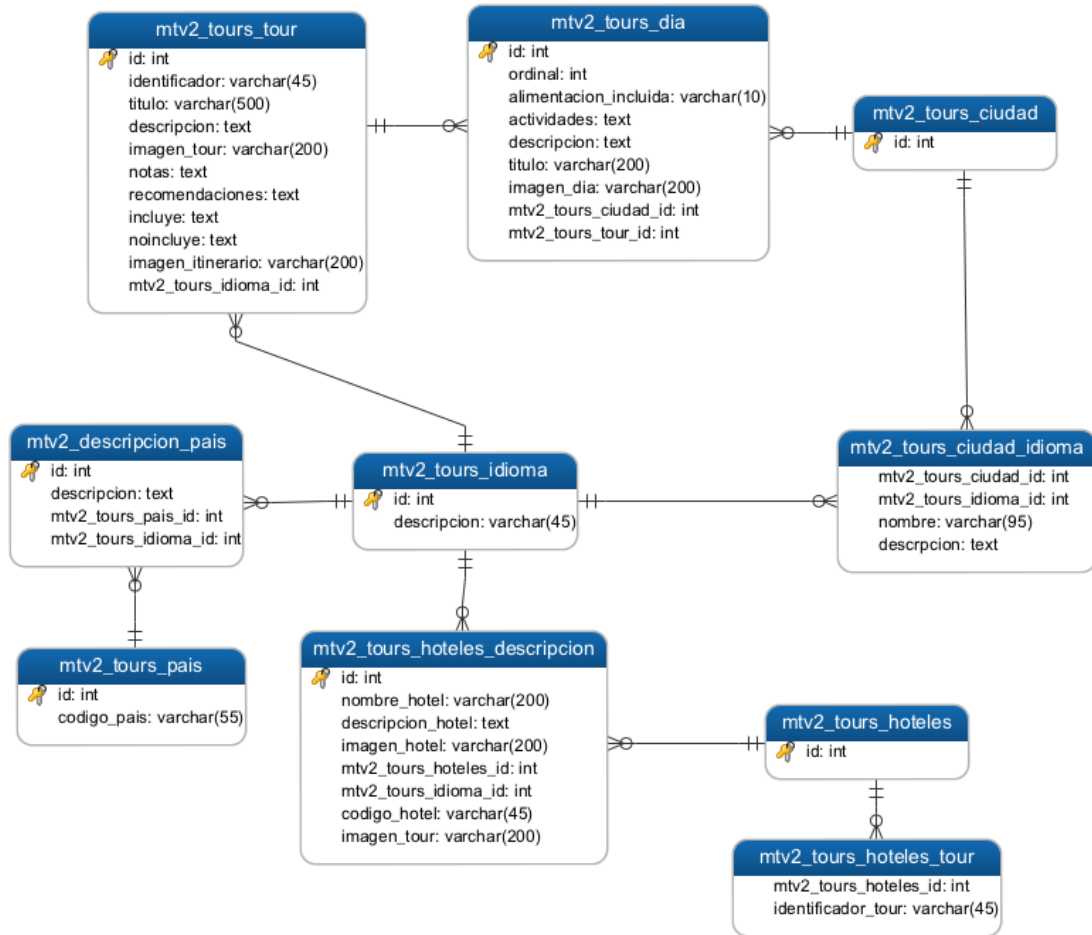 mtv2_tours_tour
id: int
identificador: varchar(45)
titulo: varchar(500)
descripcion: text
imagen_tour: varchar(200)
notas: text
recomendaciones: text
incluye: text
noincluye: text
imagen_itinerario: varchar(200)
mtv2_tours_idioma_id: int
mtv2_tours_dia
id: int
ordinal: int
alimentacion_incluida: varchar(10)
actividades: text
descripcion: text
titulo: varchar(200)
imagen_dia: varchar(200)
mtv2_tours_ciudad_id: int
mtv2_tours_tour_id: int
mtv2_tours_ciudad
id: int
mtv2_descripcion_pais
id: int
descripcion: text
mtv2_tours_pais_id: int
mtv2_tours_idioma_id: int
mtv2_tours_idioma
id: int
descripcion: varchar(45)
mtv2_tours_ciudad_idioma
mtv2_tours_ciudad_id: int
mtv2_tours_idioma_id: int
nombre: varchar(95)
descrpcion: text
mtv2_tours_pais
id: int
codigo_pais: varchar(55)
mtv2_tours_hoteles_descripcion
id: int
nombre_hotel: varchar(200)
descripcion_hotel: text
imagen_hotel: varchar(200)
mtv2_tours_hoteles_id: int
mtv2_tours_idioma_id: int
codigo_hotel: varchar(45)
imagen_tour: varchar(200)
mtv2_tours_hoteles
id: int
mtv2_tours_hoteles_tour
mtv2_tours_hoteles_id: int
identificador_tour: varchar(45)